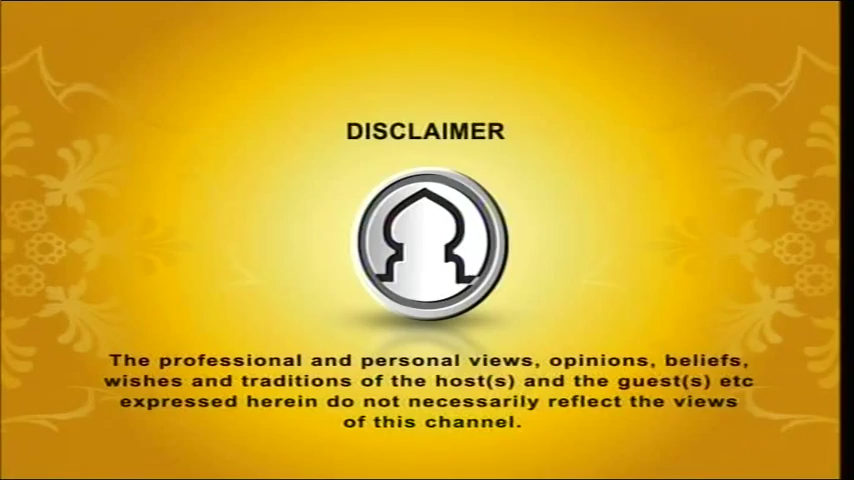 DISCLAIMER
The professional and personal views, opinions, beliefs,
wishes and traditions of the host(s) and the guest(s) etc
expressed herein do not necessarily reflect the views
of this channel.